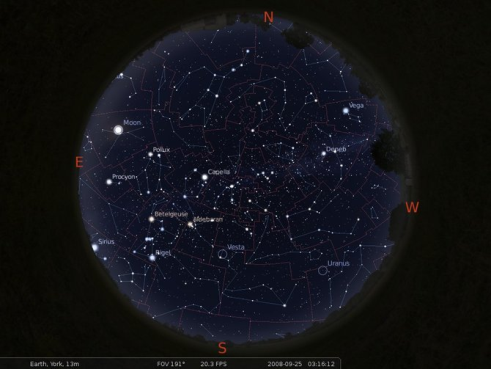 N
Vega
Moon
Deneb
Pollux
E
Capella
Procyon
W
Betelgeuse
Aldebaran
Sirius
Vesta
Rigel
Uranus
S
Earth, York, 13m
FOV 191°
20.3 FPS
2008-09-25 03:16:12